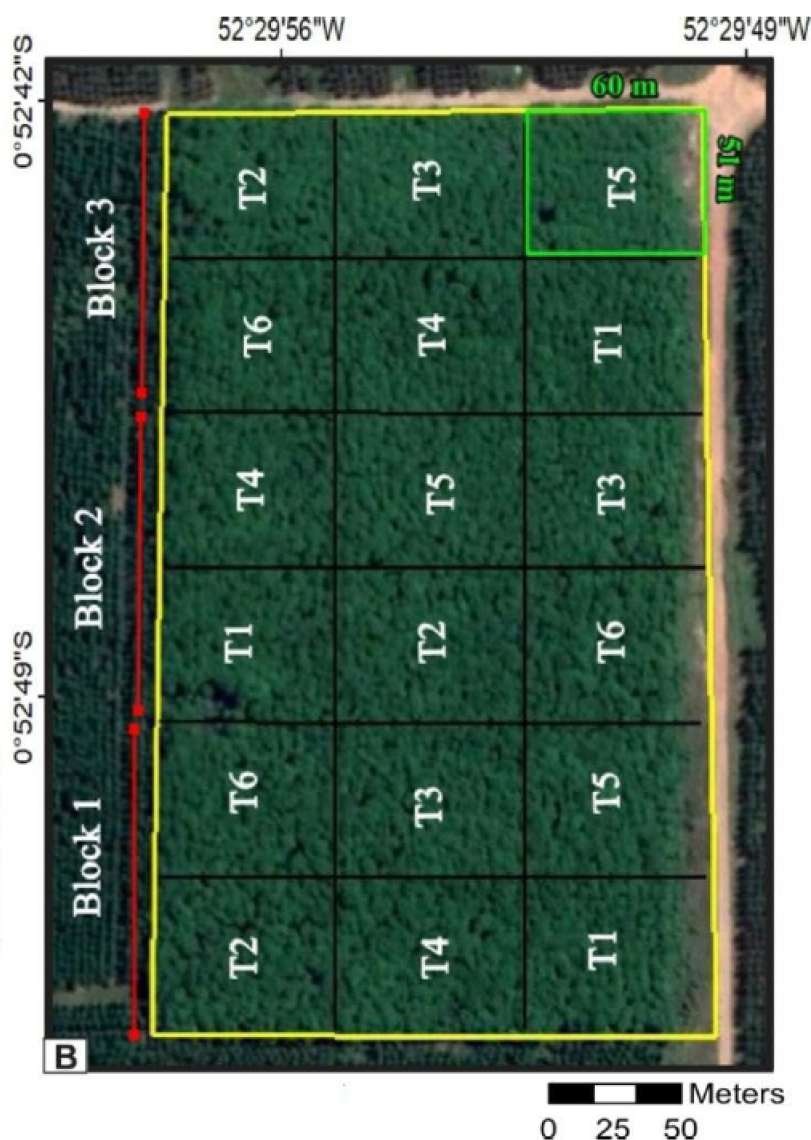 52°29'56"W 52°29'49"W
0°52'42"S
60 m
51 m
Block 3
T2 T3 T5
T6 T4 T1
Block 2
T4 T5 T3
T1 T2 T6
0°52'49"S
Block 1
T6 T3 T5
T2 T4 T1
B
Meters
0 25 50